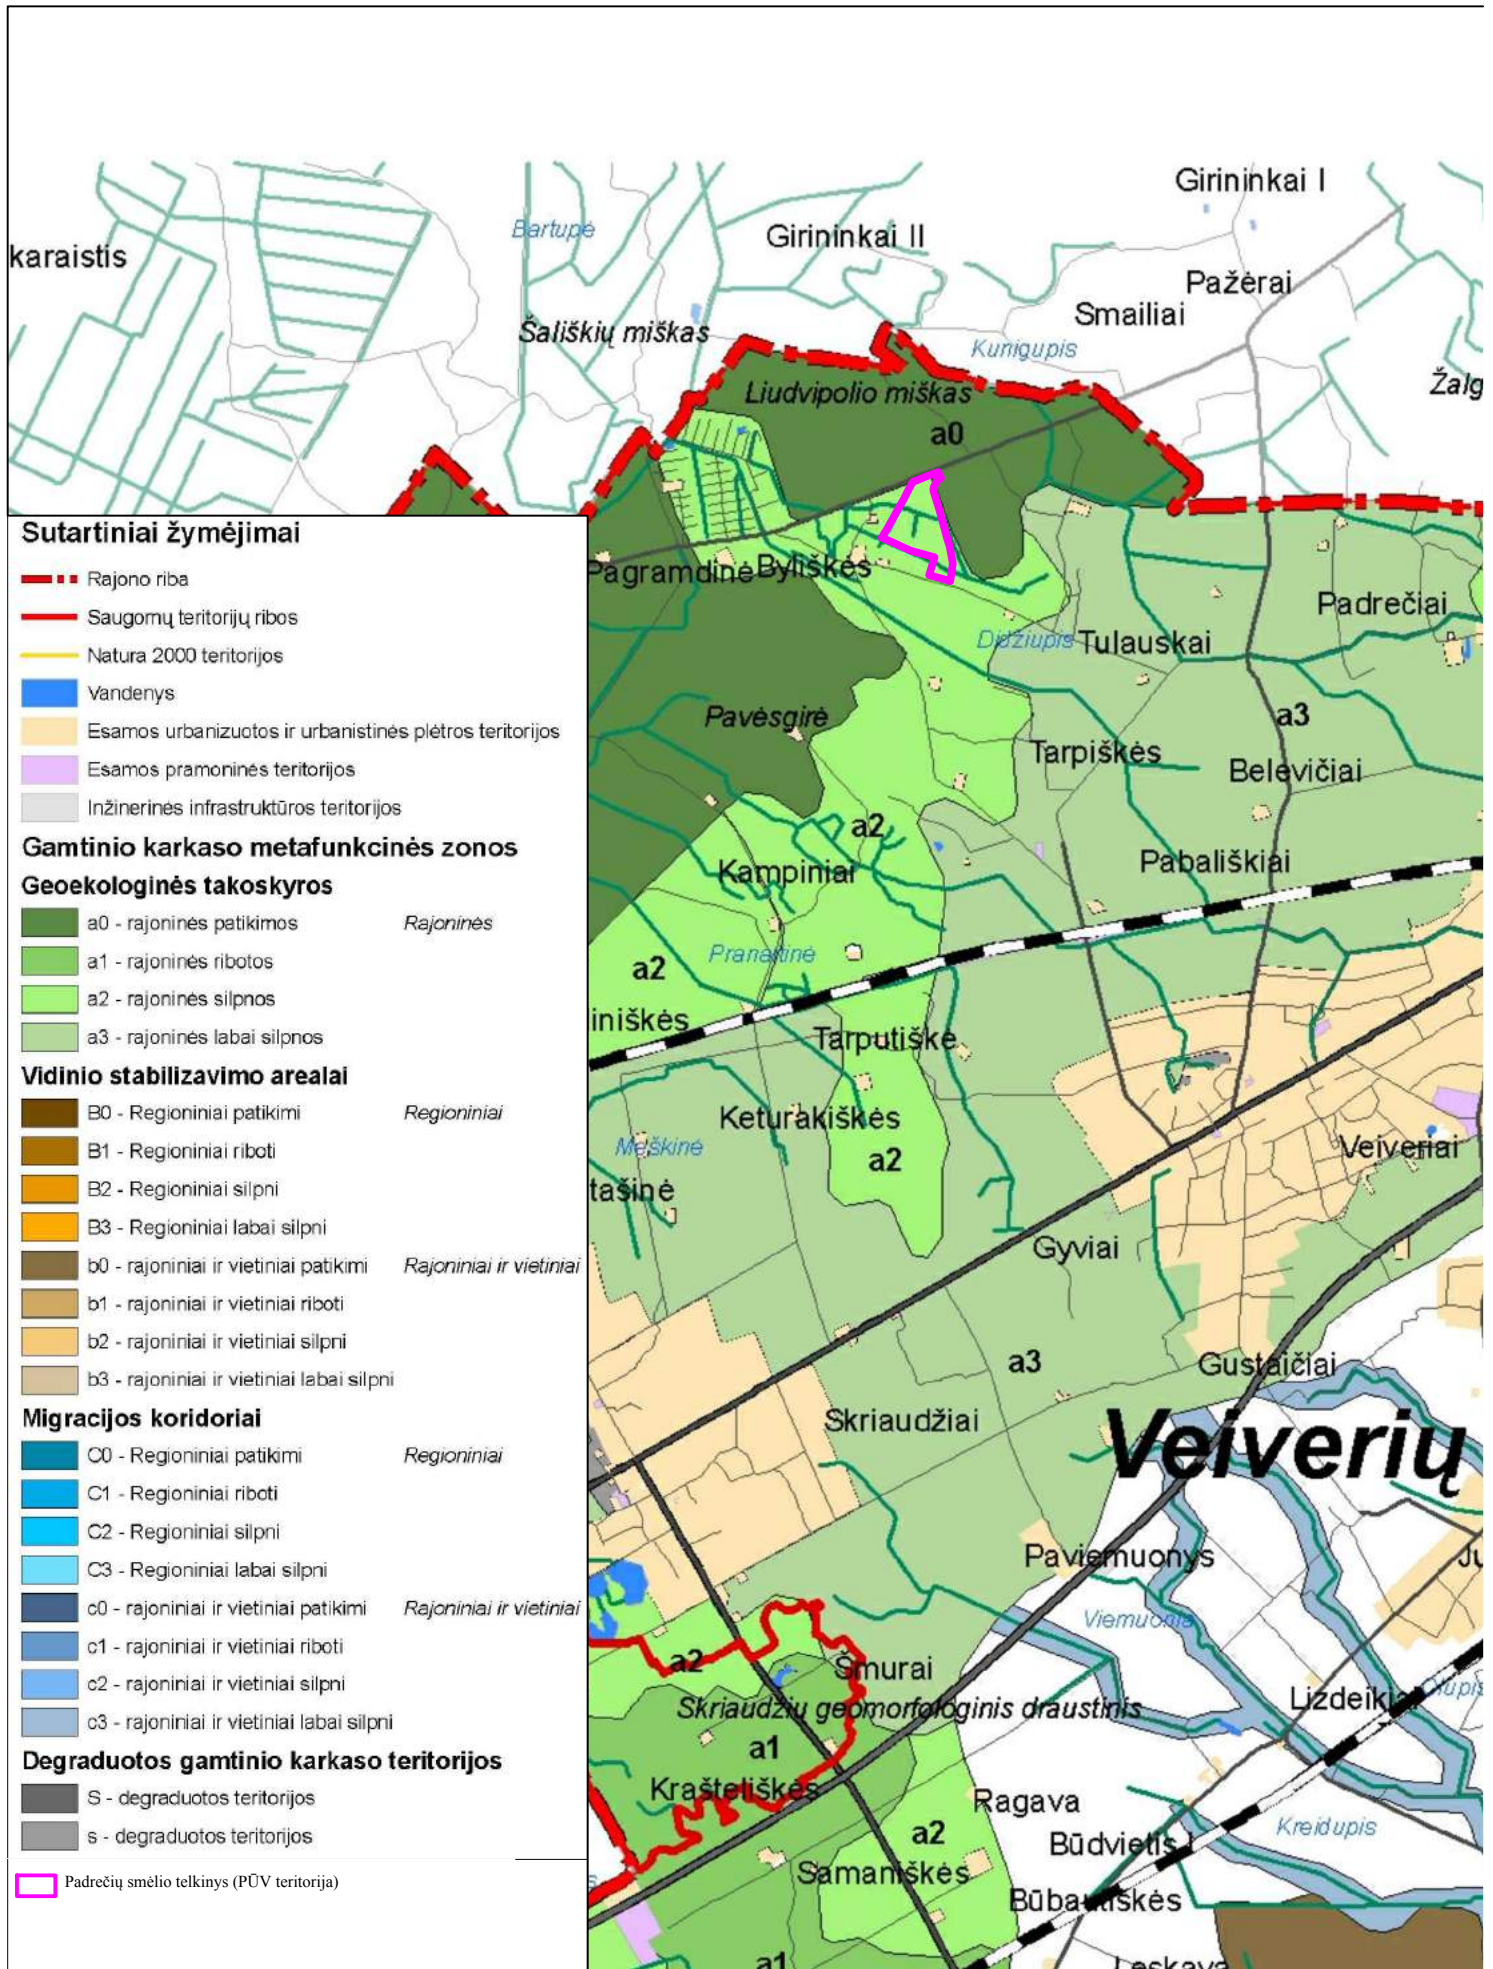 Girininkai I
Bartupė
Girininkai II
karaistis
Pažėrai
Smailiai
Šališkių miškas
Kunigupis
Liudvipolio miškas
Žalg
a0
Sutartiniai žymėjimai
Rajono riba
Saugomų teritorijų ribos
Natura 2000 teritorijos
Vandenys
Esamos urbanizuotos ir urbanistinės plėtros teritorijos
Esamos pramoninės teritorijos
Inžinerinės infrastruktūros teritorijos
Gamtinio karkaso metafunkcinės zonos
Geoekologinės takoskyros
a0 - rajoninės patikimos Rajoninės
a1 - rajoninės ribotos
a2 - rajoninės silpnos
a3 - rajoninės labai silpnos
Vidinio stabilizavimo arealai
B0 - Regioniniai patikimi Regioniniai
B1 - Regioniniai riboti
B2 - Regioniniai silpni
B3 - Regioniniai labai silpni
b0 - rajoniniai ir vietiniai patikimi Rajoniniai ir vietiniai
b1 - rajoniniai ir vietiniai riboti
b2 - rajoniniai ir vietiniai silpni
b3 - rajoniniai ir vietiniai labai silpni
Migracijos koridoriai
C0 - Regioniniai patikimi Regioniniai
C1 - Regioniniai riboti
C2 - Regioniniai silpni
C3 - Regioniniai labai silpni
c0 - rajoniniai ir vietiniai patikimi Rajoniniai ir vietiniai
c1 - rajoniniai ir vietiniai riboti
c2 - rajoniniai ir vietiniai silpni
c3 - rajoniniai ir vietiniai labai silpni
Degraduotos gamtinio karkaso teritorijos
S - degraduotos teritorijos
s - degraduotos teritorijos
Padrečių smėlio telkinys (PŪV teritorija)
Pagramdinė
Byliškės
Padrečiai
Didžiupis
Tulauskai
Pavėsgirė
a3
Tarpiškės
Belevičiai
a2
Kampiniai
Pabališkiai
Pranaitinė
a2
iniškės
Tarputiškė
Keturakiškės
Meškinė
Veiveriai
a2
tašinė
Gyviai
a3
Gustaičiai
Skriaudžiai
Veiverių
Paviemuonys
Ju
Viemuonia
a2
Šmurai
Lizdeikiai
Skriaudžių geomorfologinis draustinis
a1
Krašteliškės
Ragava
a2
Kreidupis
Būdvietis I
Samaniškės
Būbautiškės
a1
Leskava